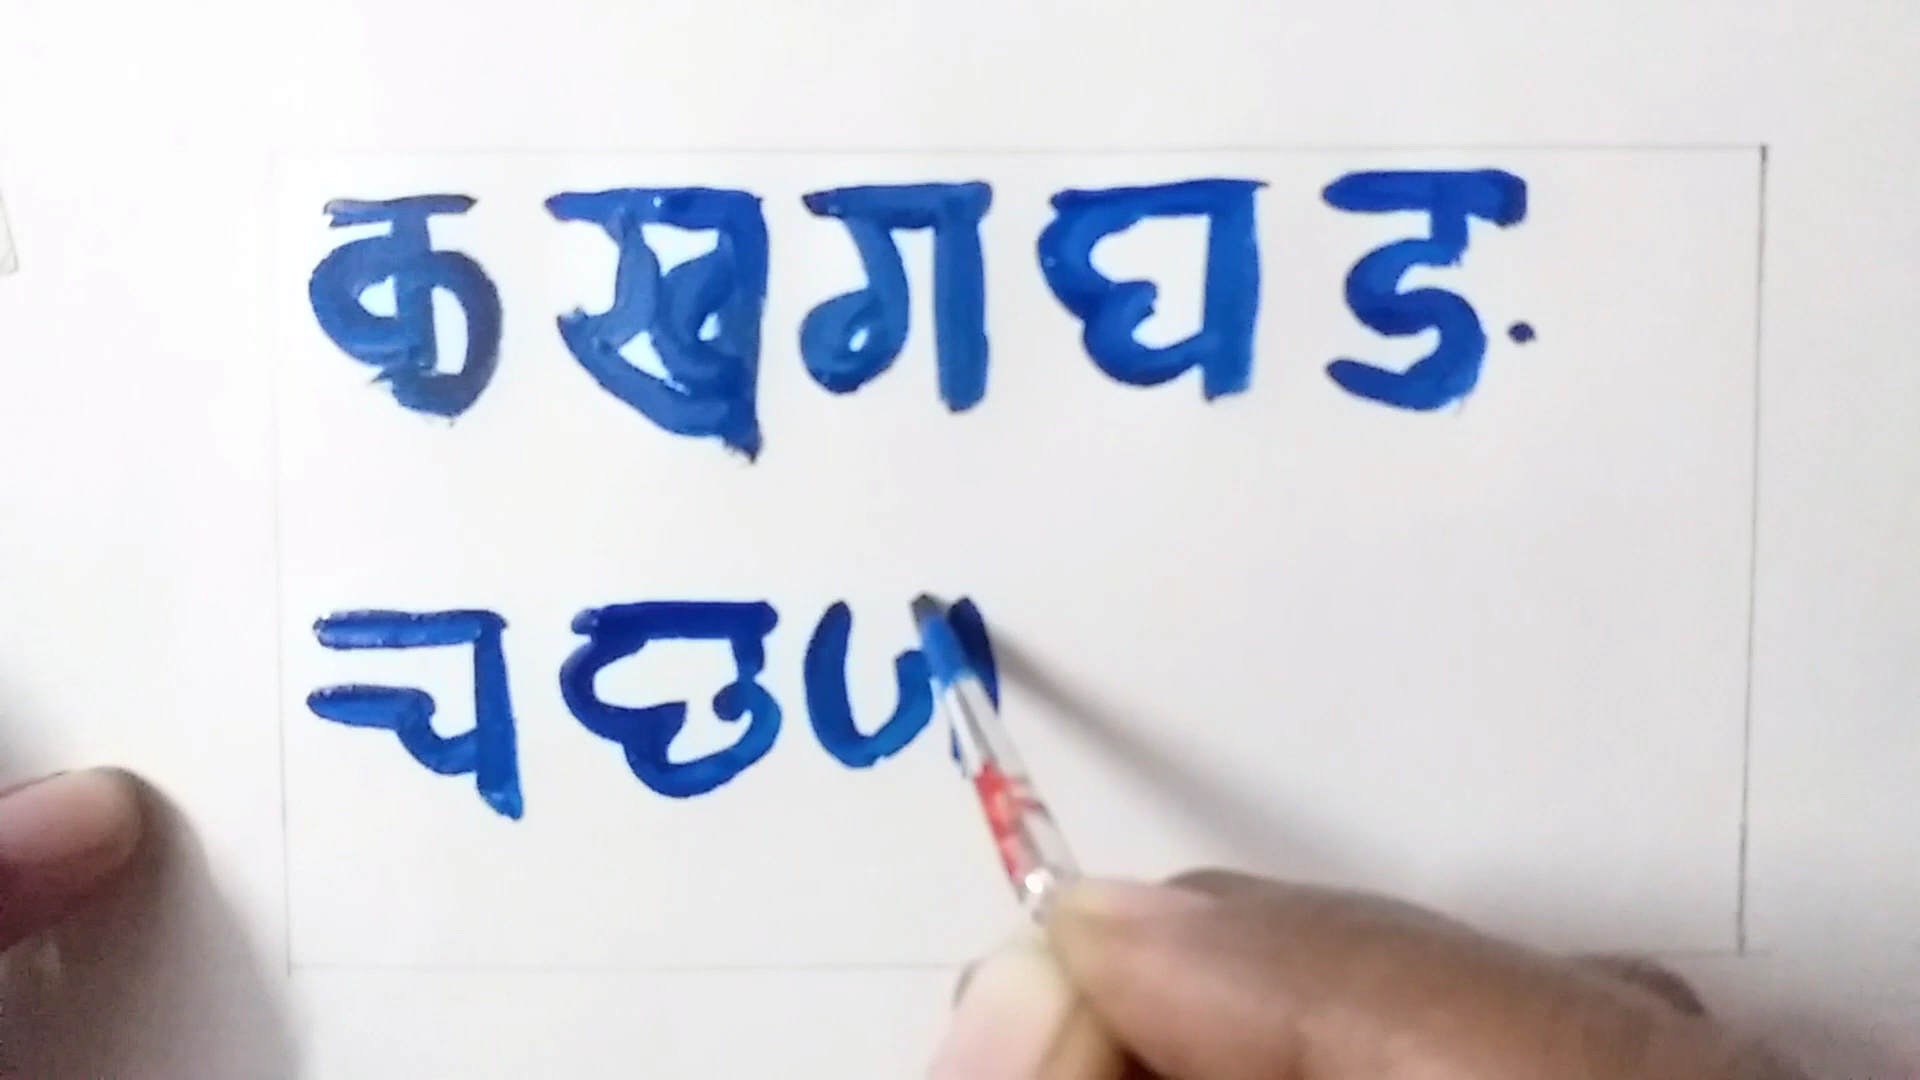 क ख ग घ ङ
च छ